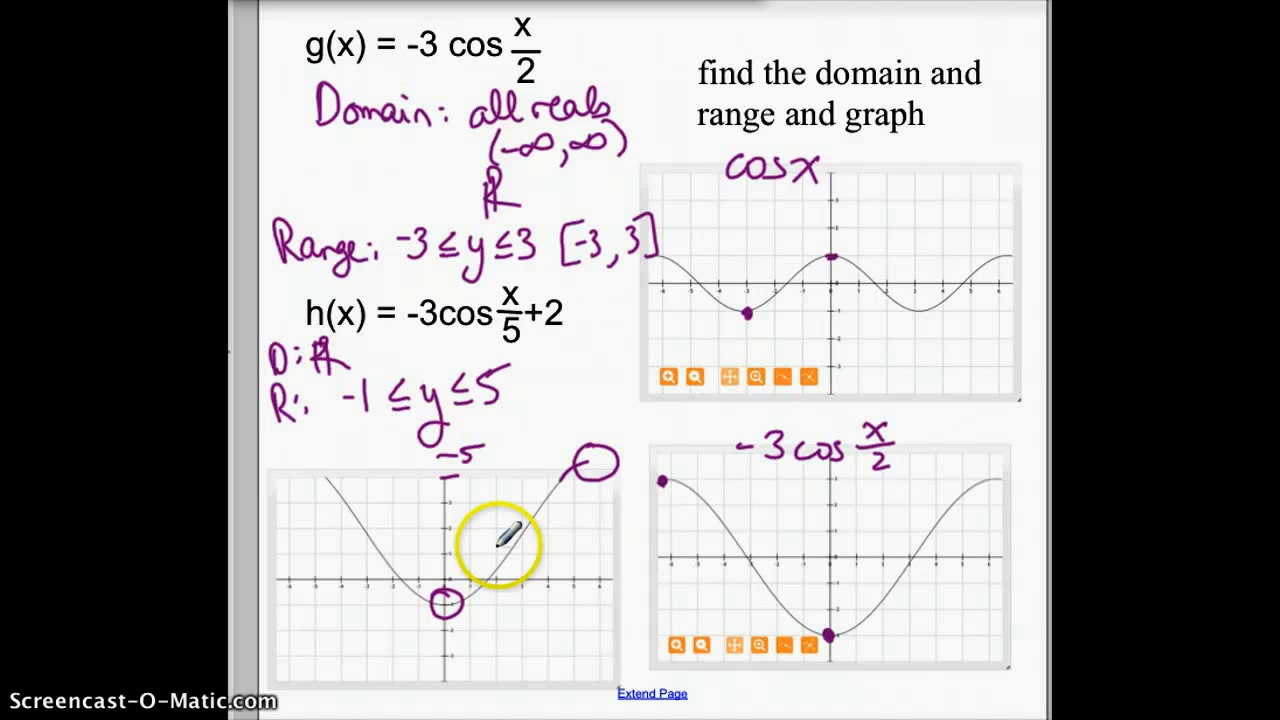 g(x) = -3 cos x/2
Domain: all reals
(-∞, ∞)
ℝ
Range: -3 ≤ y ≤ 3 [-3, 3]
h(x) = -3cos x/5 +2
D: ℝ
R: -1 ≤ y ≤ 5
find the domain and
range and graph
cos x
-5
-3 cos x/2
Extend Page
Screencast-O-Matic.com